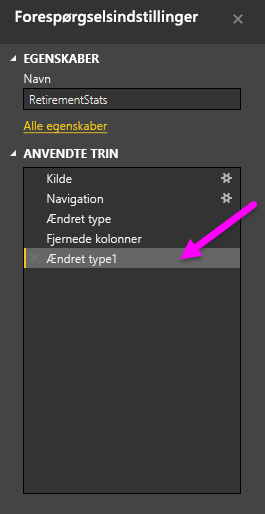 Forespørgselsindstillinger
EGENSKABER
Navn
RetirementStats
Alle egenskaber
ANVENDTE TRIN
Kilde
Navigation
Ændret type
Fjernede kolonner
Ændret type1